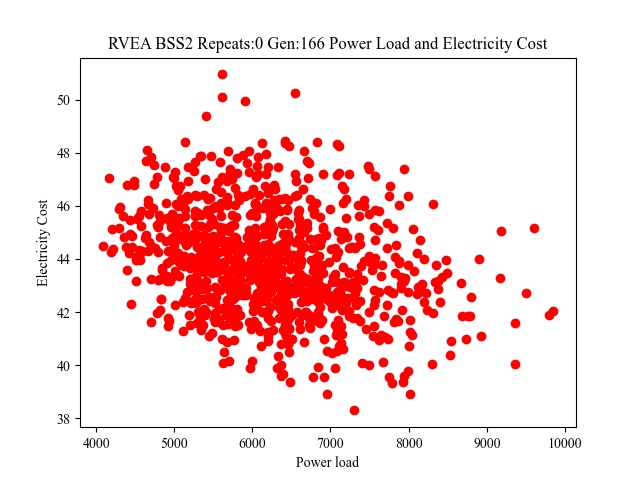 RVEA BSS2 Repeats:0 Gen:166 Power Load and Electricity Cost
50
48
46
44
42
40
38
Electricity Cost
4000 5000 6000 7000 8000 9000 10000
Power load